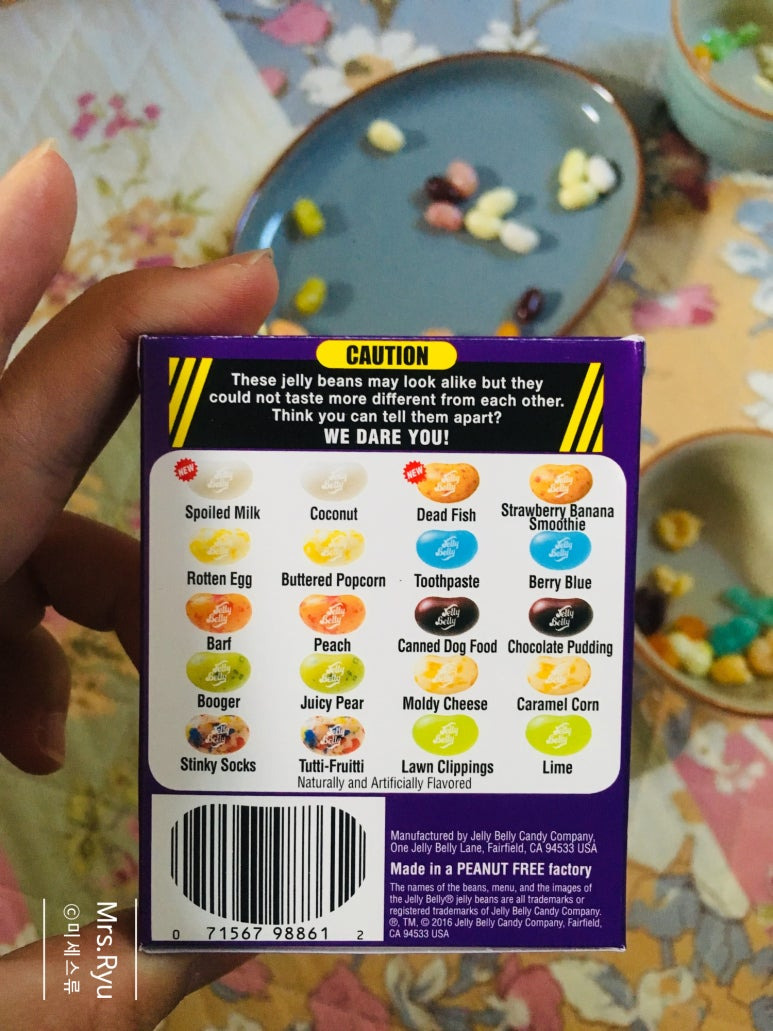 CAUTION
These jelly beans may look alike but they
could not taste more different from each other.
Think you can tell them apart?
WE DARE YOU!
NEW
NEW
Spoiled Milk
Coconut
Dead Fish
Strawberry Banana
Smoothie
Rotten Egg
Buttered Popcorn
Toothpaste
Berry Blue
Barf
Peach
Canned Dog Food
Chocolate Pudding
Booger
Juicy Pear
Moldy Cheese
Caramel Corn
Stinky Socks
Tutti-Fruitti
Lawn Clippings
Lime
Naturally and Artificially Flavored
Manufactured by Jelly Belly Candy Company,
One Jelly Belly Lane, Fairfield, CA 94533 USA
Made in a PEANUT FREE factory
The names of the beans, menu, and the images of
the Jelly Belly® jelly beans are all trademarks or
registered trademarks of Jelly Belly Candy Company.
®, TM, © 2016 Jelly Belly Candy Company, Fairfield,
CA 94533 USA
0 71567 98861 2
Mrs.Ryu
©미세스류